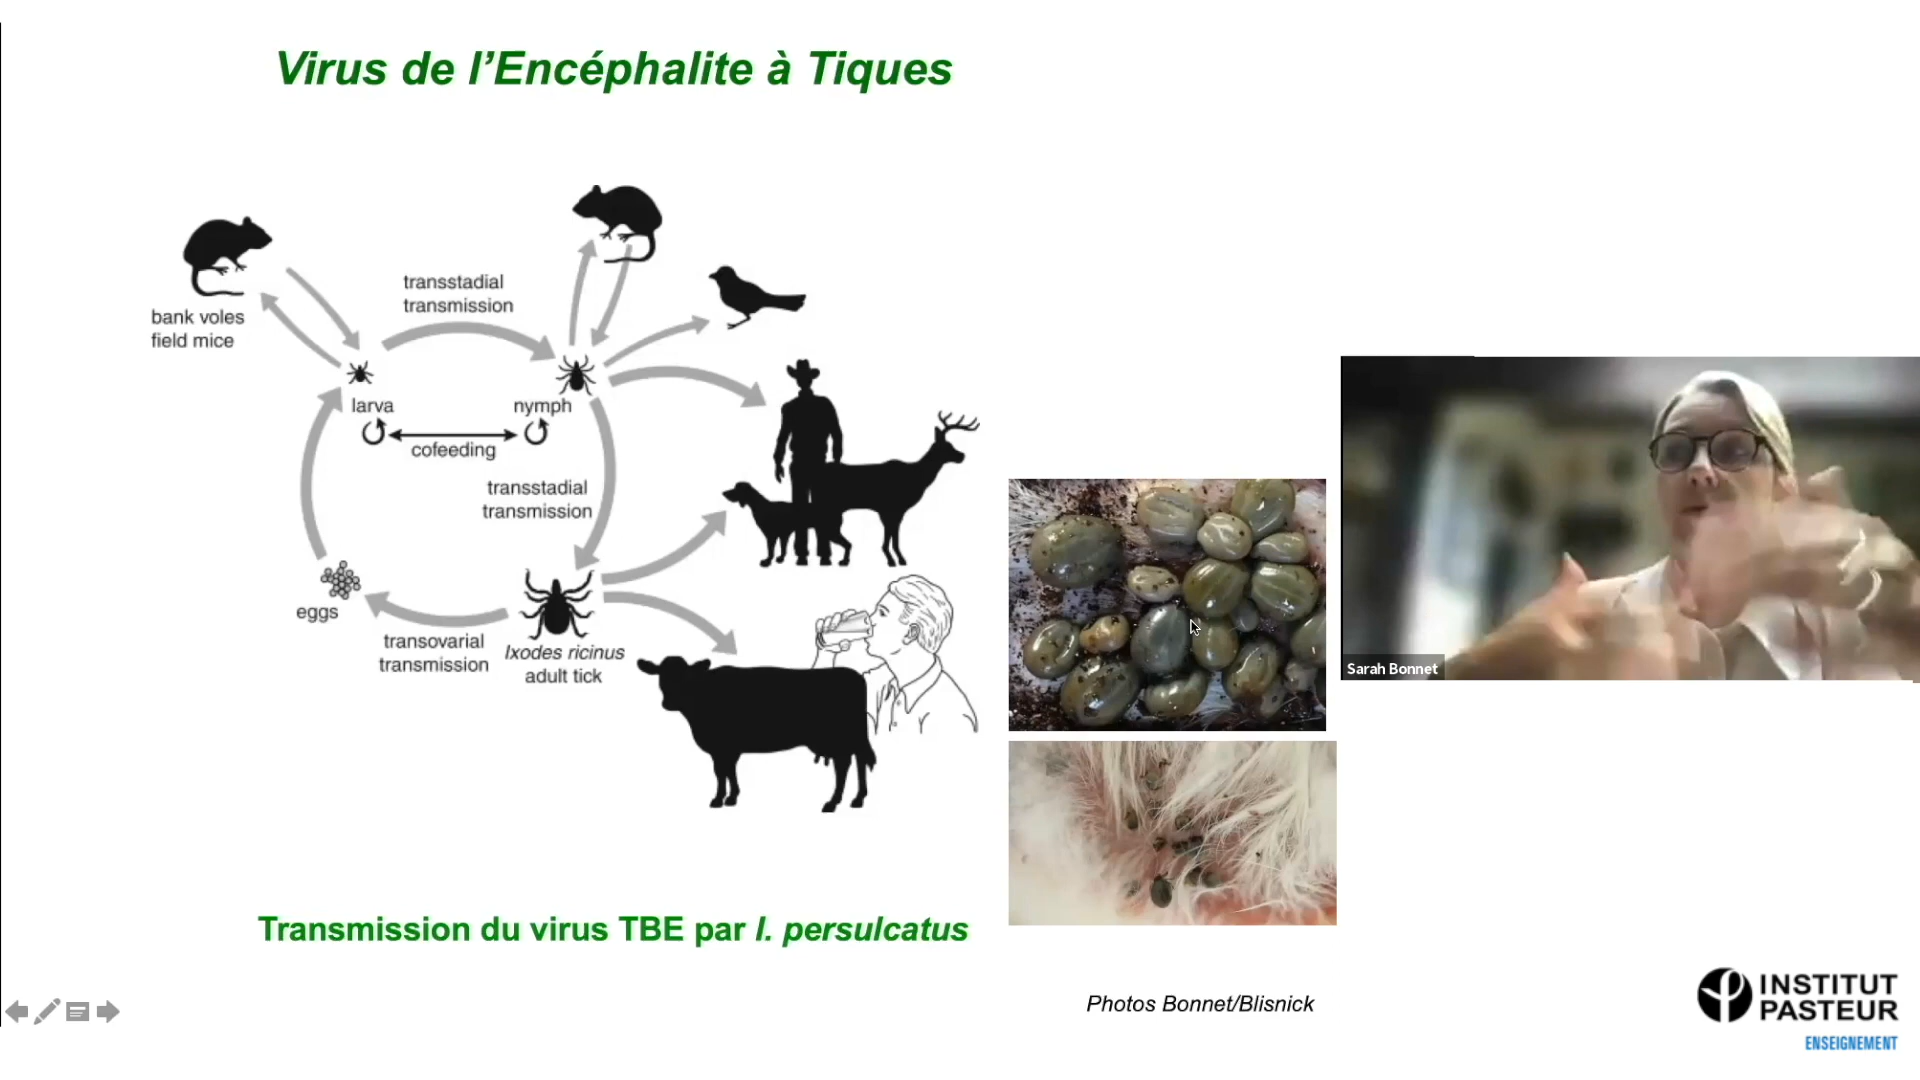 Virus de l’Encéphalite à Tiques
transstadial
transmission
bank voles
field mice
larva
nymph
cofeeding
transstadial
transmission
eggs
transovarial
transmission
Ixodes ricinus
adult tick
Sarah Bonnet
Transmission du virus TBE par I. persulcatus
Photos Bonnet/Blisnick
INSTITUT
PASTEUR
ENSEIGNEMENT